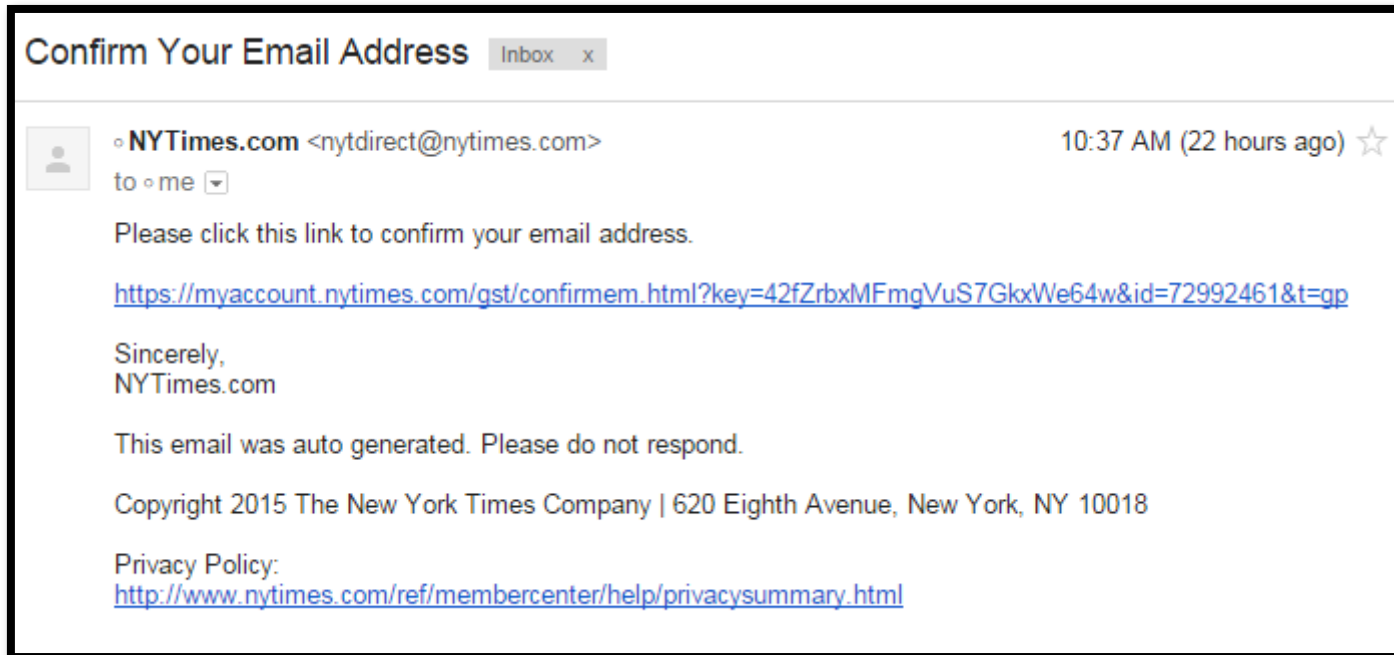 Confirm Your Email Address Inbox x
NYTimes.com <nytdirect@nytimes.com> 10:37 AM (22 hours ago)
to me
Please click this link to confirm your email address.
https://myaccount.nytimes.com/gst/confirmem.html?key=42fZrbxMFmgVuS7GkxWe64w&id=72992461&t=gp
Sincerely,
NYTimes.com
This email was auto generated. Please do not respond.
Copyright 2015 The New York Times Company | 620 Eighth Avenue, New York, NY 10018
Privacy Policy:
http://www.nytimes.com/ref/membercenter/help/privacysummary.html